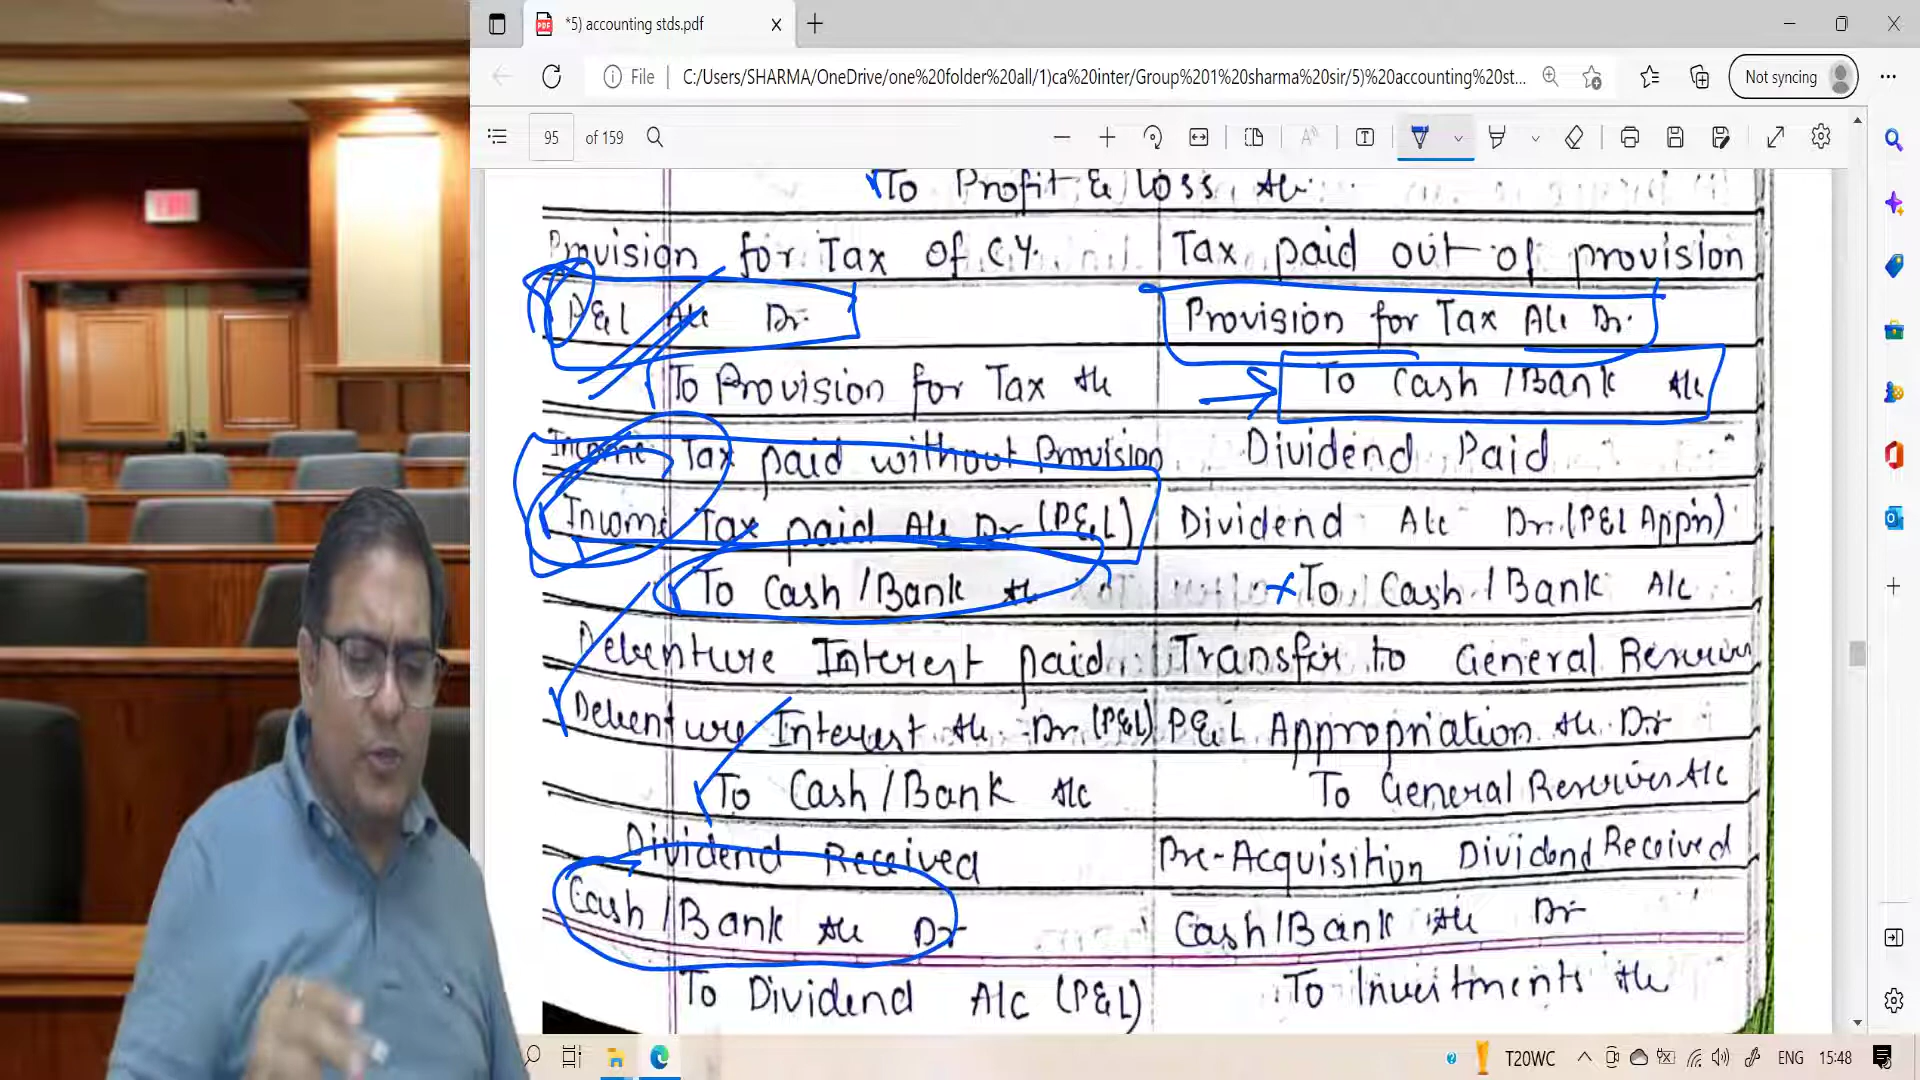 *5) accounting stds.pdf
File
C:/Users/SHARMA/OneDrive/one%20folder%20all/1)ca%20inter/Group%201%20sharma%20sir/5)%20accounting%20st...
Not syncing
95 of 159
To Profit & loss A/c
Provision for Tax of C.Y.
Tax paid out of provision
P&L A/c Dr.
Provision for Tax A/c Dr.
To Provision for Tax A/c
To Cash/Bank A/c
Income Tax paid without Provision
Dividend Paid
Income Tax paid A/c Dr (P&L)
Dividend A/c Dr. (P&L App'n)
To Cash/Bank A/c
To Cash/Bank A/c
Debenture Interest paid
Transfer to General Reserves
Debenture Interest A/c Dr (P&L)
P&L Appropriation A/c Dr
To Cash/Bank A/c
To General Reserves A/c
Dividend Received
Pre-Acquisition Dividend Received
Cash/Bank A/c Dr
Cash/Bank A/c Dr
To Dividend A/c (P&L)
To Investments A/c
T20WC
ENG
15:48